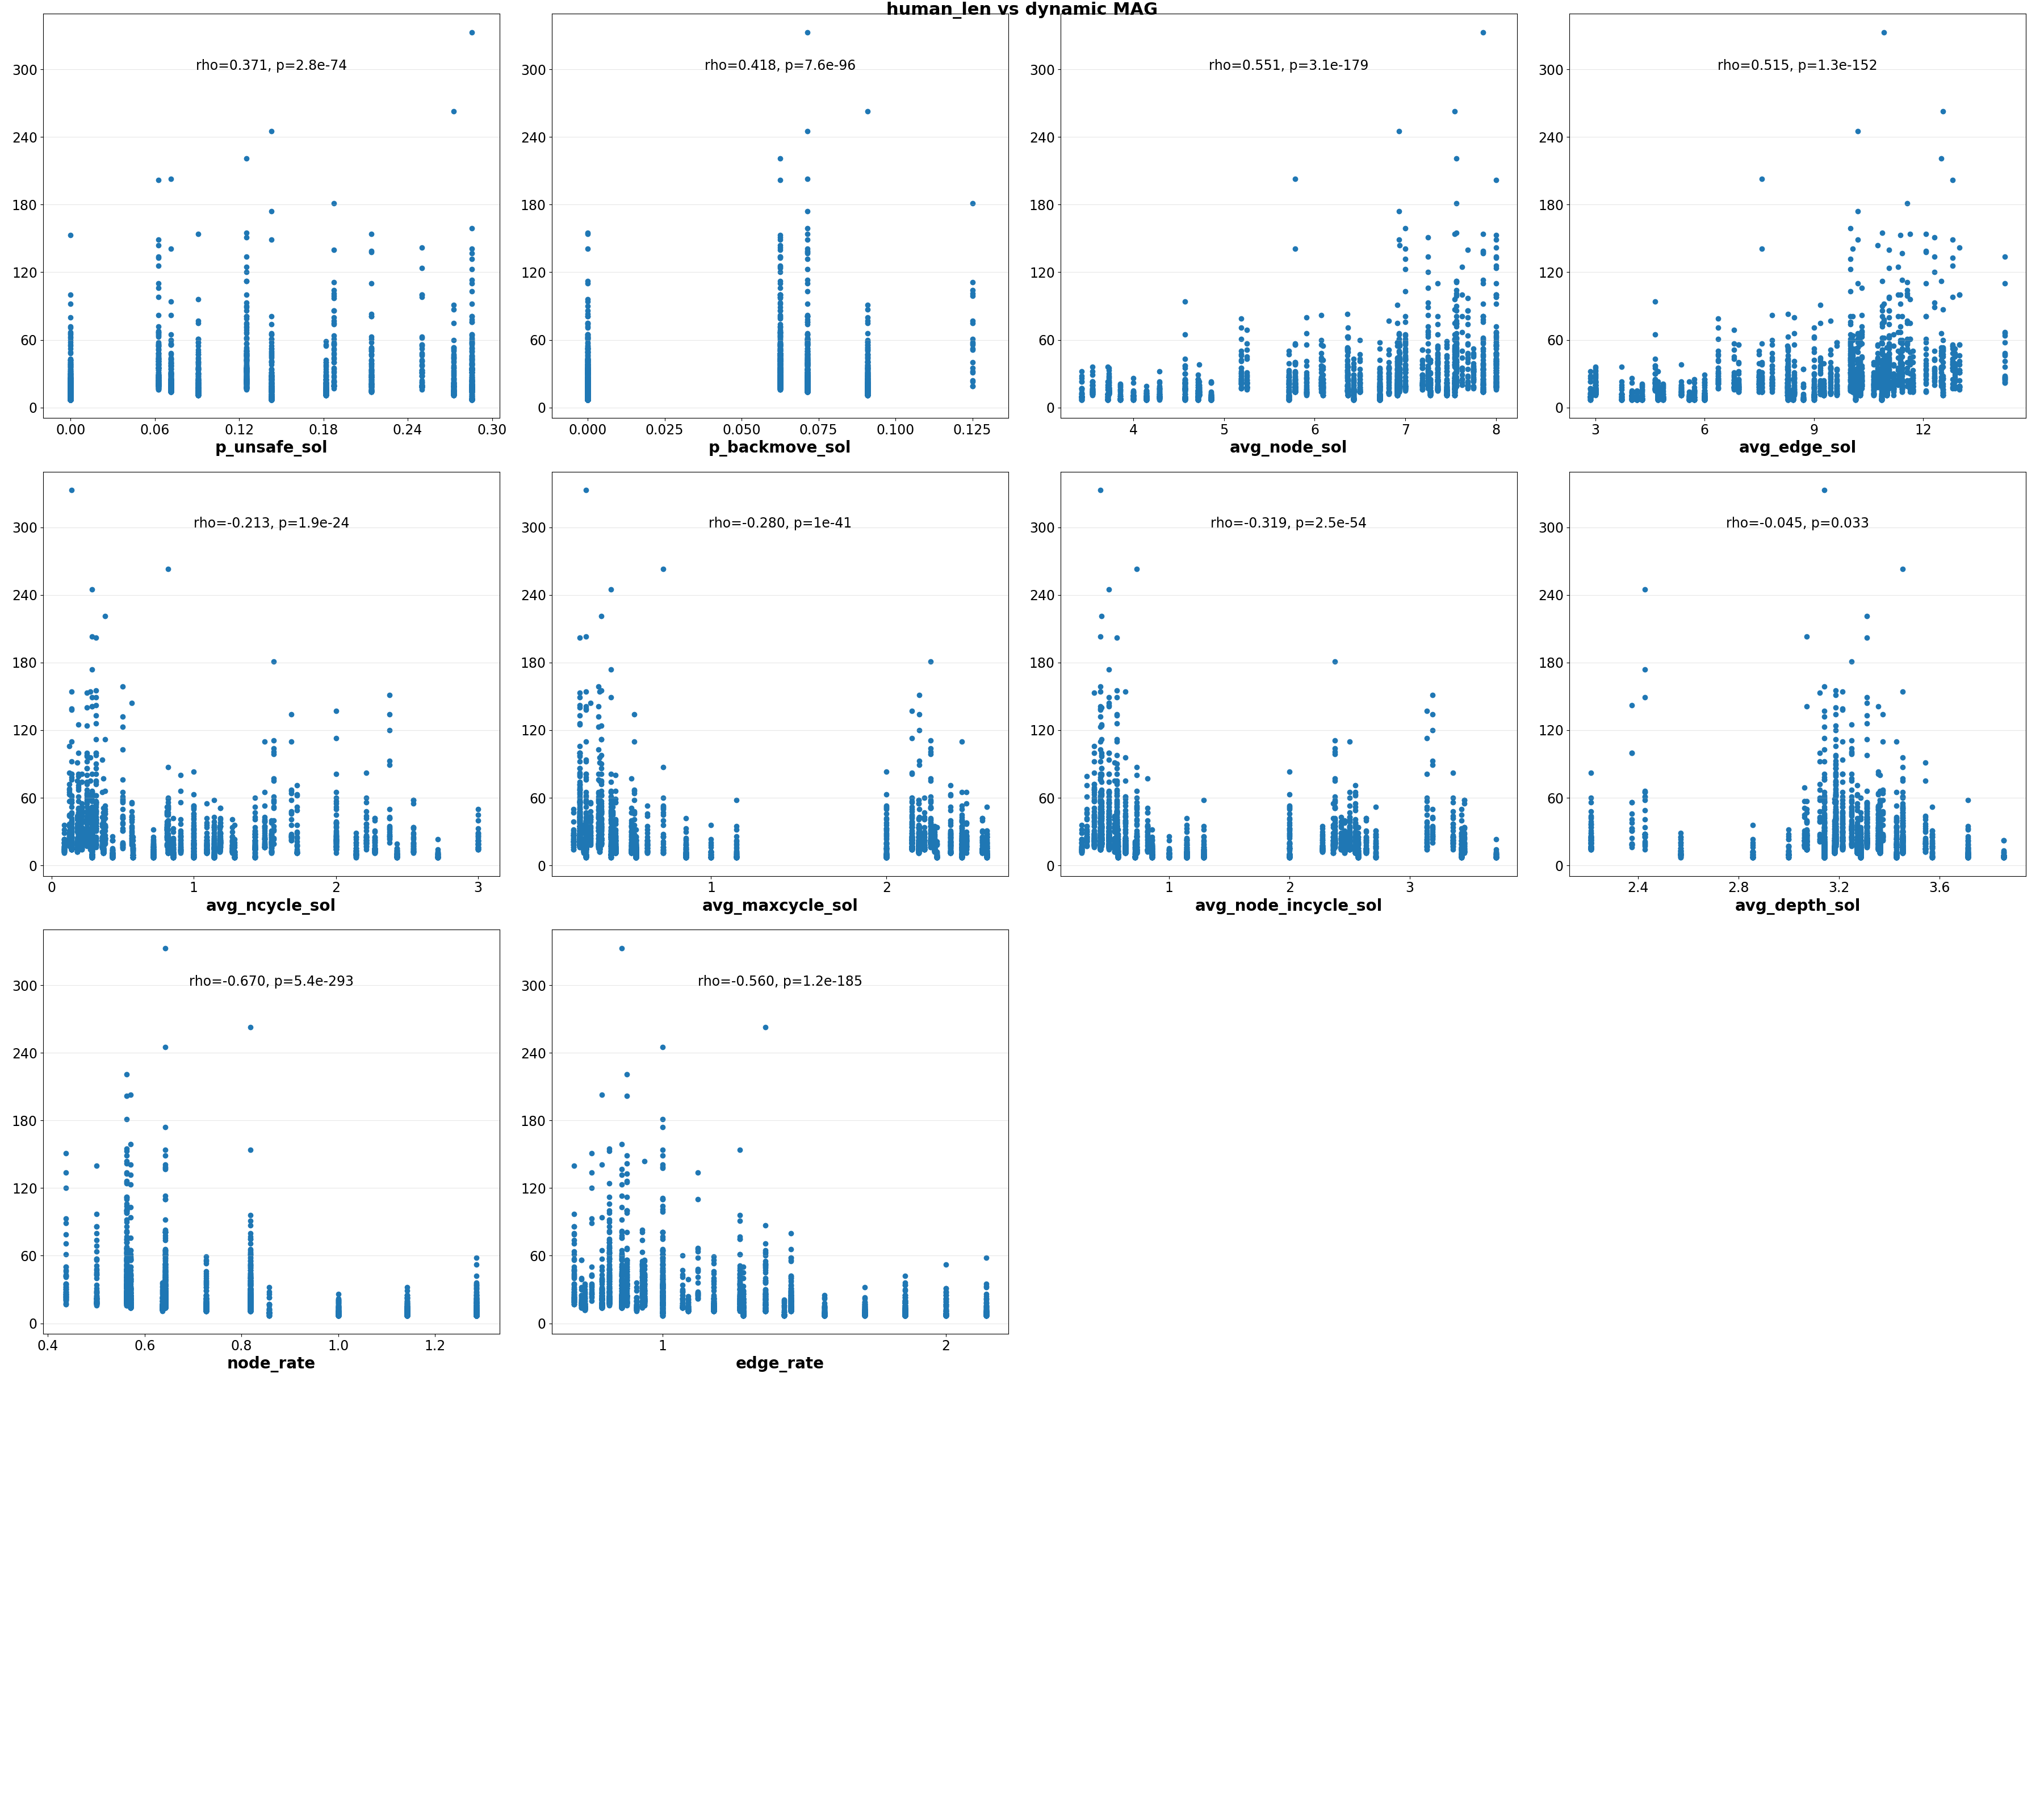 human_len vs dynamic MAG
rho=0.371, p=2.8e-74
300
240
180
120
60
0
0.00 0.06 0.12 0.18 0.24 0.30
p_unsafe_sol
rho=0.418, p=7.6e-96
300
240
180
120
60
0
0.000 0.025 0.050 0.075 0.100 0.125
p_backmove_sol
rho=0.551, p=3.1e-179
300
240
180
120
60
0
4 5 6 7 8
avg_node_sol
rho=0.515, p=1.3e-152
300
240
180
120
60
0
3 6 9 12
avg_edge_sol
rho=-0.213, p=1.9e-24
300
240
180
120
60
0
0 1 2 3
avg_ncycle_sol
rho=-0.280, p=1e-41
300
240
180
120
60
0
1 2
avg_maxcycle_sol
rho=-0.319, p=2.5e-54
300
240
180
120
60
0
1 2 3
avg_node_incycle_sol
rho=-0.045, p=0.033
300
240
180
120
60
0
2.4 2.8 3.2 3.6
avg_depth_sol
rho=-0.670, p=5.4e-293
300
240
180
120
60
0
0.4 0.6 0.8 1.0 1.2
node_rate
rho=-0.560, p=1.2e-185
300
240
180
120
60
0
1 2
edge_rate